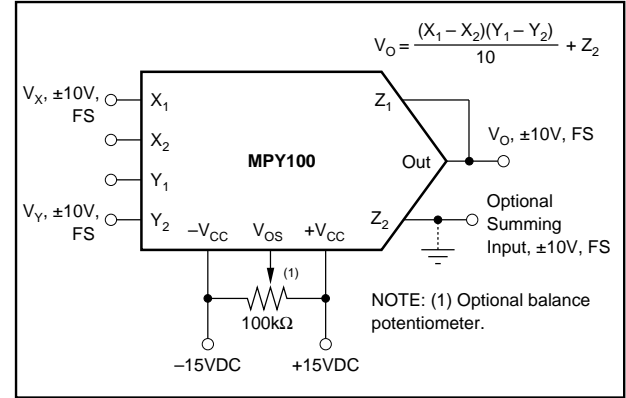 V_O = (X_1 – X_2)(Y_1 – Y_2) / 10 + Z_2
V_X, ±10V,
FS
X_1
X_2
Y_1
V_Y, ±10V,
FS
Y_2
MPY100
Z_1
Out
Z_2
V_O, ±10V, FS
Optional
Summing
Input, ±10V, FS
–V_CC
V_OS
+V_CC
(1)
100kΩ
–15VDC
+15VDC
NOTE: (1) Optional balance
potentiometer.